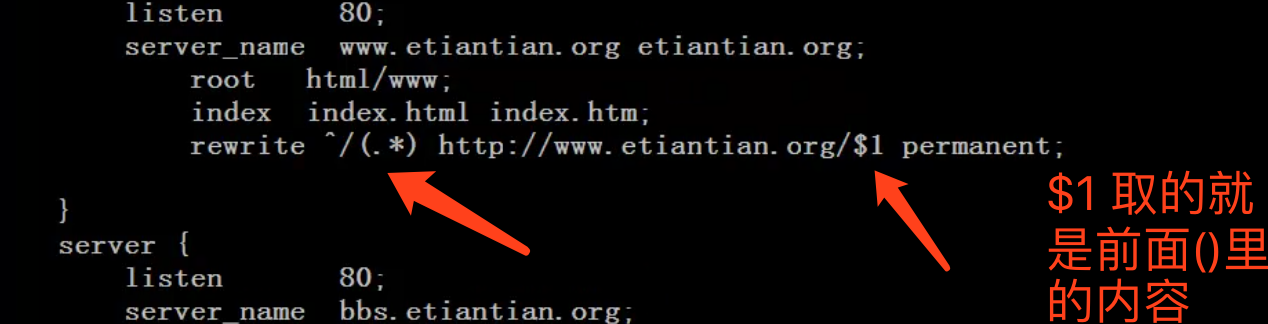 listen 80;
server_name www.etiantian.org etiantian.org;
root html/www;
index index.html index.htm;
rewrite ^/(.*) http://www.etiantian.org/$1 permanent;
}
server {
listen 80;
server_name bbs.etiantian.org;
$1 取的就
是前面()里
的内容